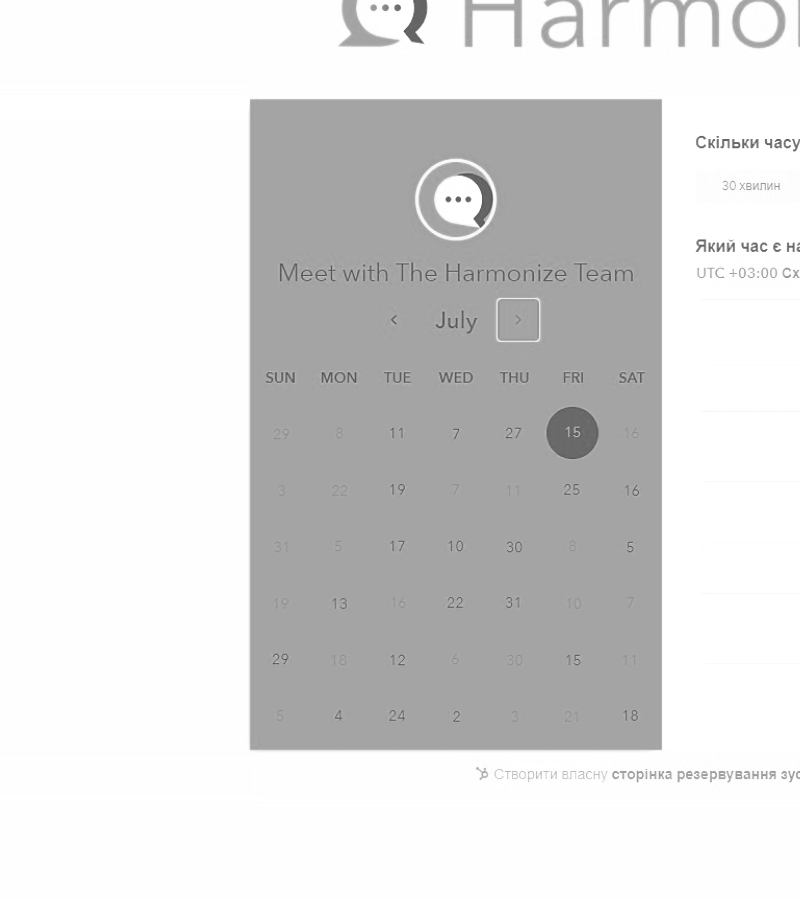 Harmo
Скільки часу
30 хвилин
Meet with The Harmonize Team
Який час є на
UTC +03:00 Сх
July
SUN MON TUE WED THU FRI SAT
29 8 11 7 27 15 16
3 22 19 7 11 25 16
31 5 17 10 30 8 5
19 13 16 22 31 10 7
29 18 12 6 30 15 11
5 4 24 2 3 21 18
Створити власну сторінка резервування зус